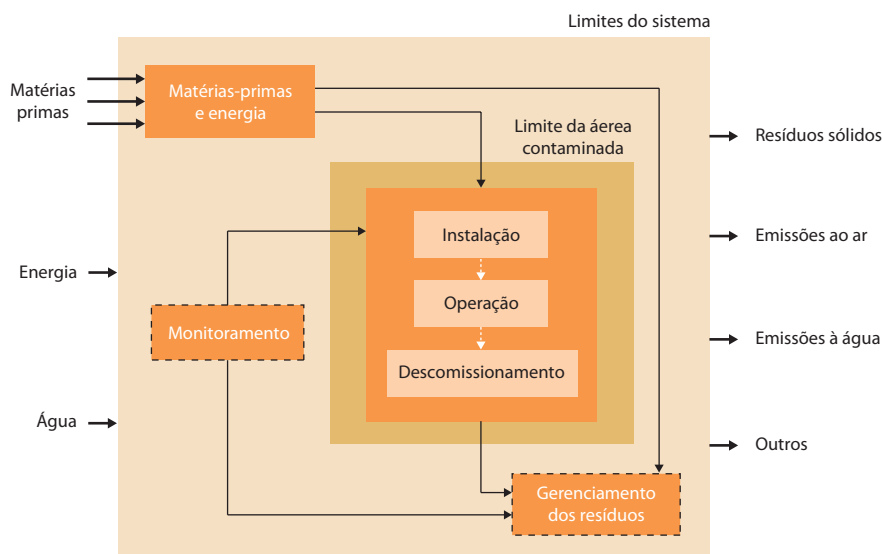 Limites do sistema
Matérias
primas
Matérias-primas
e energia
Limite da áerea
contaminada
Resíduos sólidos
Instalação
Emissões ao ar
Energia
Operação
Monitoramento
Emissões à água
Descomissionamento
Água
Outros
Gerenciamento
dos resíduos